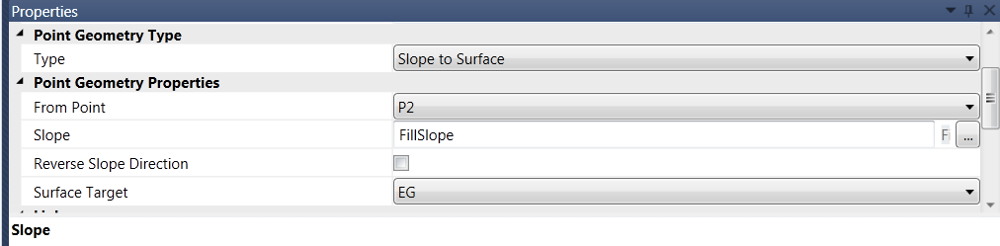 Properties
Point Geometry Type
Type Slope to Surface
Point Geometry Properties
From Point P2
Slope FillSlope F ...
Reverse Slope Direction
Surface Target EG
Slope